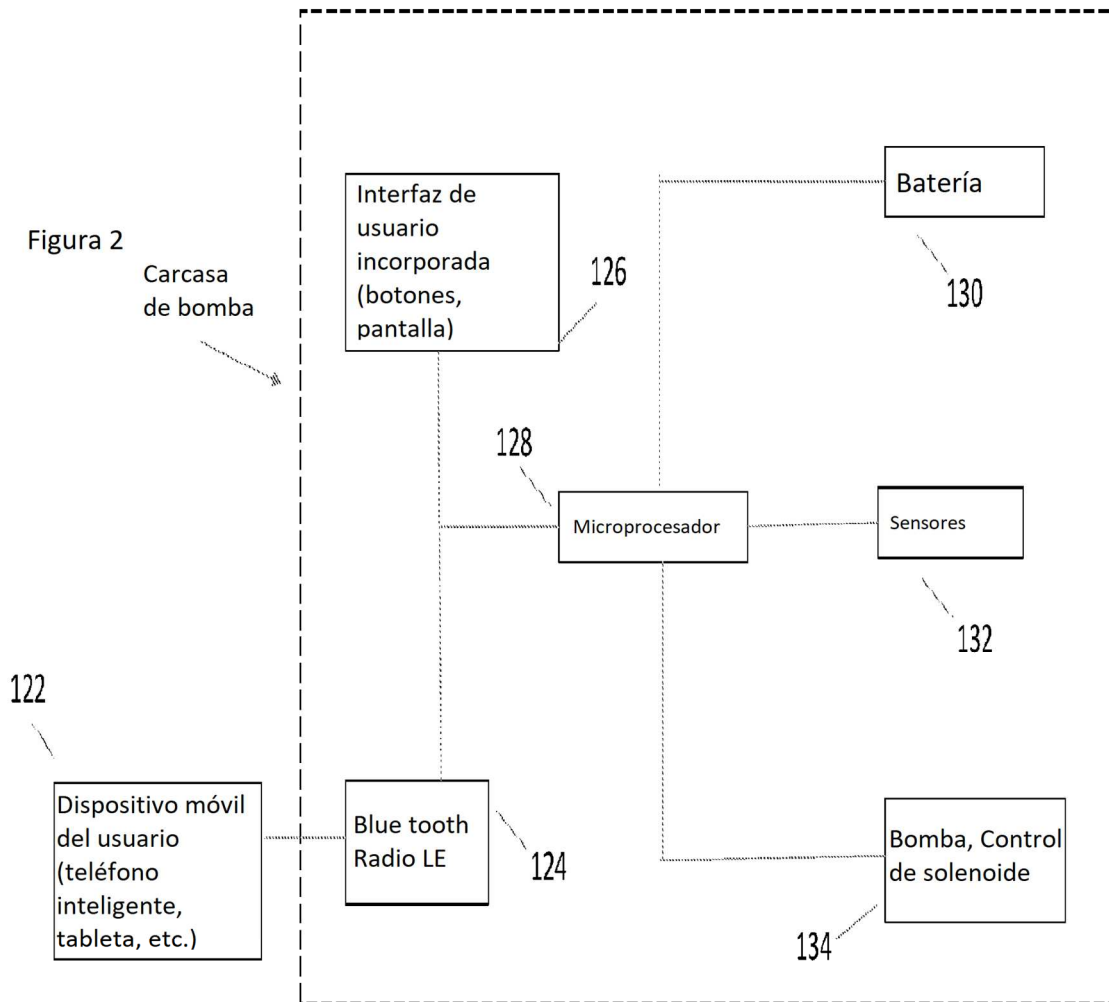 Figura 2
Carcasa
de bomba
Interfaz de
usuario
incorporada
(botones,
pantalla)
126
Batería
130
128
Microprocesador
Sensores
132
122
Dispositivo móvil
del usuario
(teléfono
inteligente,
tableta, etc.)
Blue tooth
Radio LE
124
Bomba, Control
de solenoide
134